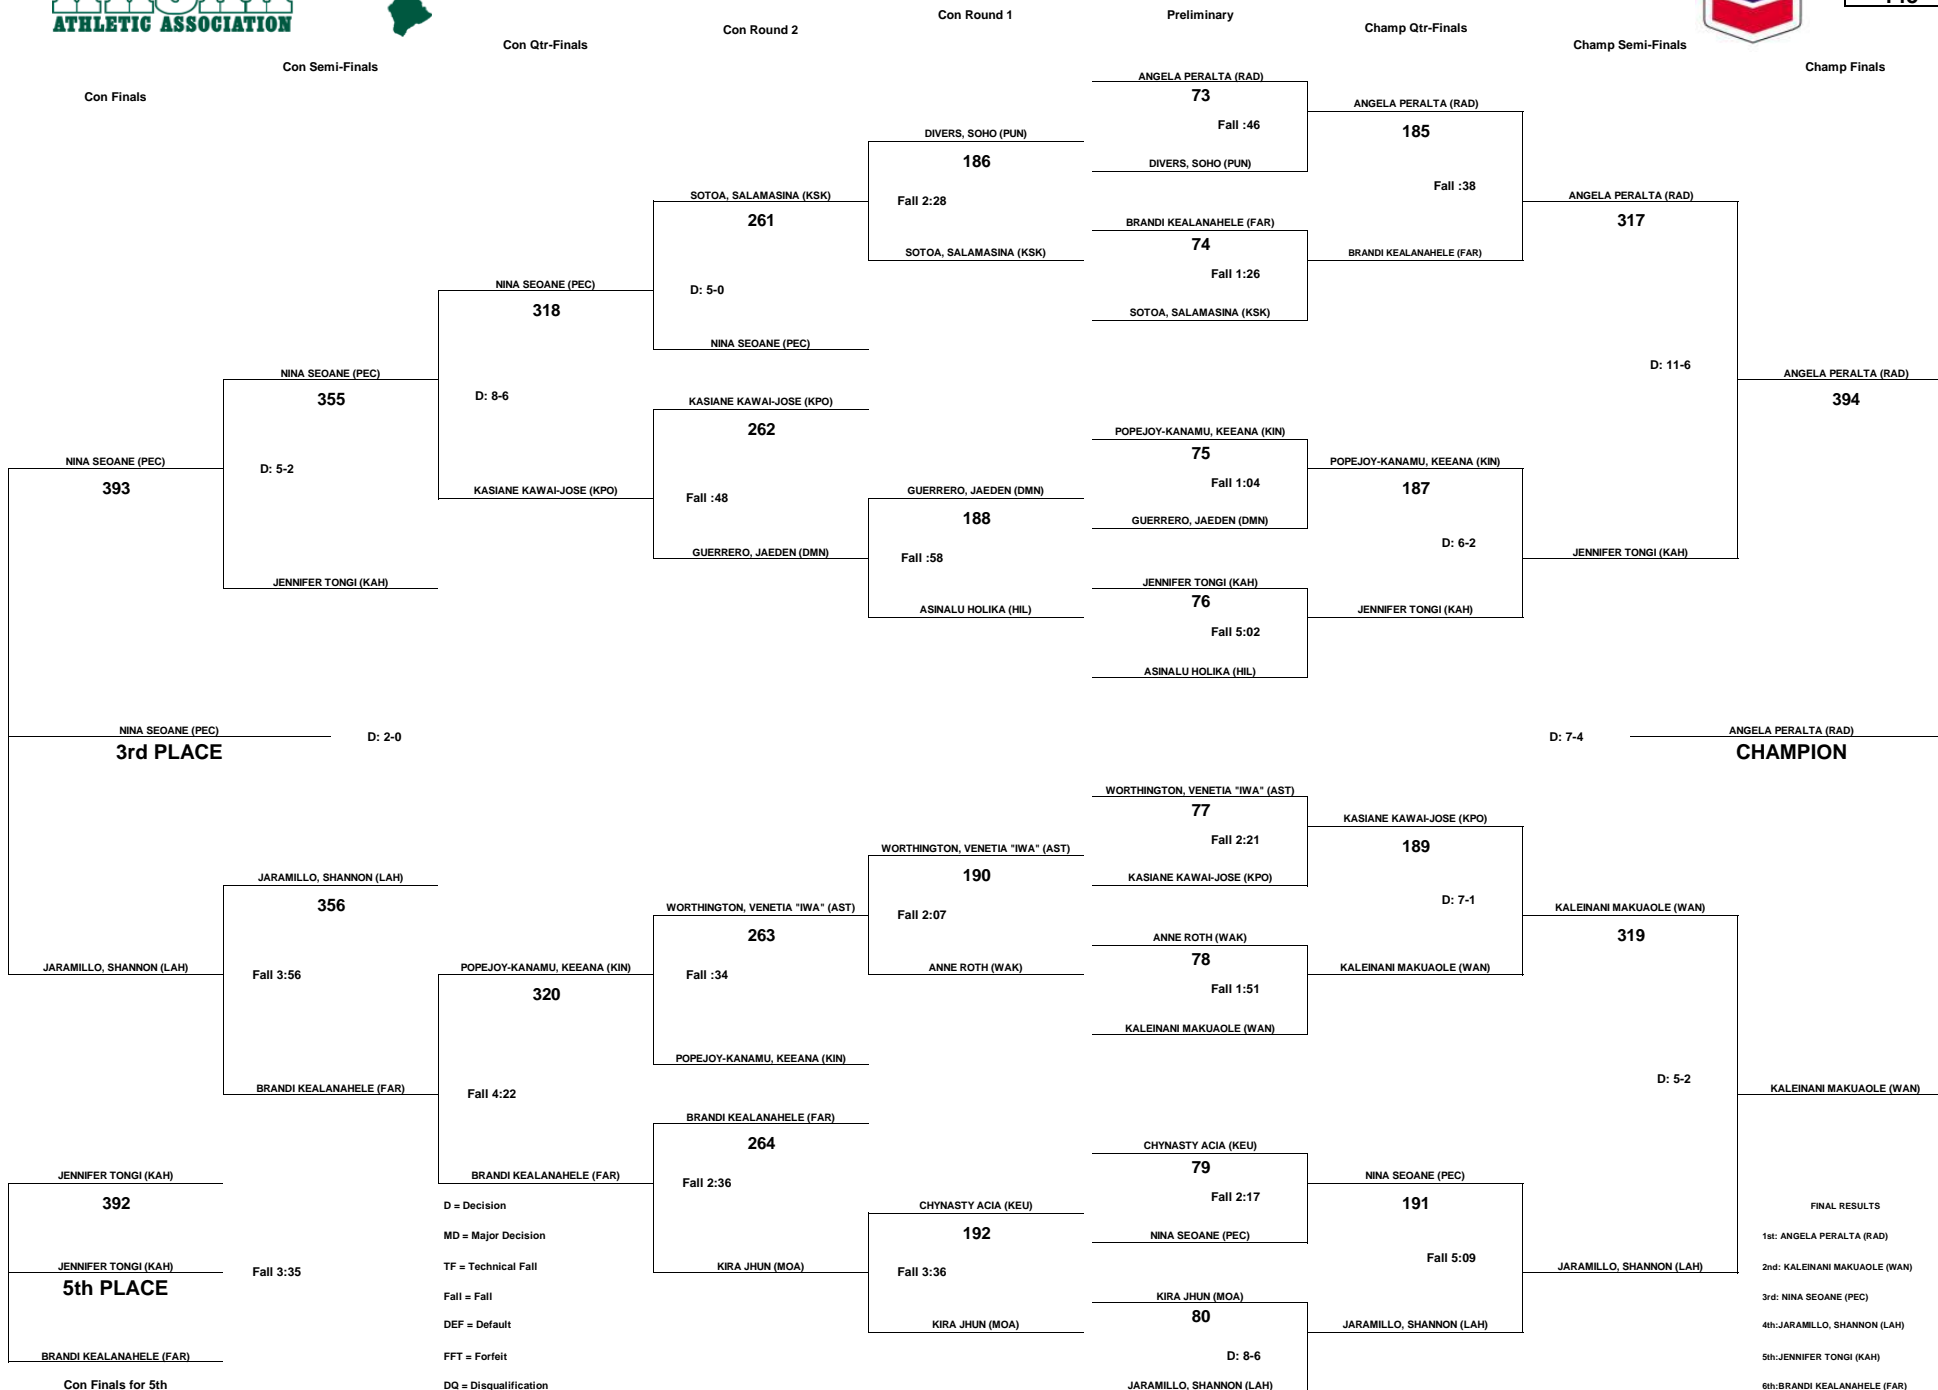 ATHLETIC ASSOCIATION
Con Finals
Con Semi-Finals
Con Qtr-Finals
Con Round 2
Con Round 1
Preliminary
Champ Qtr-Finals
Champ Semi-Finals
Champ Finals
ANGELA PERALTA (RAD)
73
Fall :46
DIVERS, SOHO (PUN)
BRANDI KEALANAHELE (FAR)
74
Fall 1:26
SOTOA, SALAMASINA (KSK)
POPEJOY-KANAMU, KEEANA (KIN)
75
Fall 1:04
GUERRERO, JAEDEN (DMN)
JENNIFER TONGI (KAH)
76
Fall 5:02
ASINALU HOLIKA (HIL)
WORTHINGTON, VENETIA "IWA" (AST)
77
Fall 2:21
KASIANE KAWAI-JOSE (KPO)
ANNE ROTH (WAK)
78
Fall 1:51
KALEINANI MAKUAOLE (WAN)
CHYNASTY ACIA (KEU)
79
Fall 2:17
NINA SEOANE (PEC)
KIRA JHUN (MOA)
80
D: 8-6
JARAMILLO, SHANNON (LAH)
ANGELA PERALTA (RAD)
185
Fall :38
BRANDI KEALANAHELE (FAR)
POPEJOY-KANAMU, KEEANA (KIN)
187
D: 6-2
JENNIFER TONGI (KAH)
KASIANE KAWAI-JOSE (KPO)
189
D: 7-1
KALEINANI MAKUAOLE (WAN)
NINA SEOANE (PEC)
191
Fall 5:09
JARAMILLO, SHANNON (LAH)
ANGELA PERALTA (RAD)
317
D: 11-6
JENNIFER TONGI (KAH)
KALEINANI MAKUAOLE (WAN)
319
D: 5-2
JARAMILLO, SHANNON (LAH)
ANGELA PERALTA (RAD)
394
D: 7-4
ANGELA PERALTA (RAD)
CHAMPION
KALEINANI MAKUAOLE (WAN)
DIVERS, SOHO (PUN)
186
Fall 2:28
SOTOA, SALAMASINA (KSK)
GUERRERO, JAEDEN (DMN)
188
Fall :58
ASINALU HOLIKA (HIL)
WORTHINGTON, VENETIA "IWA" (AST)
190
Fall 2:07
ANNE ROTH (WAK)
CHYNASTY ACIA (KEU)
192
Fall 3:36
KIRA JHUN (MOA)
SOTOA, SALAMASINA (KSK)
261
D: 5-0
NINA SEOANE (PEC)
KASIANE KAWAI-JOSE (KPO)
262
Fall :48
GUERRERO, JAEDEN (DMN)
WORTHINGTON, VENETIA "IWA" (AST)
263
Fall :34
POPEJOY-KANAMU, KEEANA (KIN)
BRANDI KEALANAHELE (FAR)
264
Fall 2:36
KIRA JHUN (MOA)
NINA SEOANE (PEC)
318
D: 8-6
KASIANE KAWAI-JOSE (KPO)
POPEJOY-KANAMU, KEEANA (KIN)
320
Fall 4:22
BRANDI KEALANAHELE (FAR)
NINA SEOANE (PEC)
355
D: 5-2
JENNIFER TONGI (KAH)
JARAMILLO, SHANNON (LAH)
356
Fall 3:56
BRANDI KEALANAHELE (FAR)
NINA SEOANE (PEC)
393
NINA SEOANE (PEC)
3rd PLACE
D: 2-0
JARAMILLO, SHANNON (LAH)
JENNIFER TONGI (KAH)
392
JENNIFER TONGI (KAH)
5th PLACE
Fall 3:35
BRANDI KEALANAHELE (FAR)
Con Finals for 5th
D = Decision
MD = Major Decision
TF = Technical Fall
Fall = Fall
DEF = Default
FFT = Forfeit
DQ = Disqualification
FINAL RESULTS
1st: ANGELA PERALTA (RAD)
2nd: KALEINANI MAKUAOLE (WAN)
3rd: NINA SEOANE (PEC)
4th:JARAMILLO, SHANNON (LAH)
5th:JENNIFER TONGI (KAH)
6th:BRANDI KEALANAHELE (FAR)